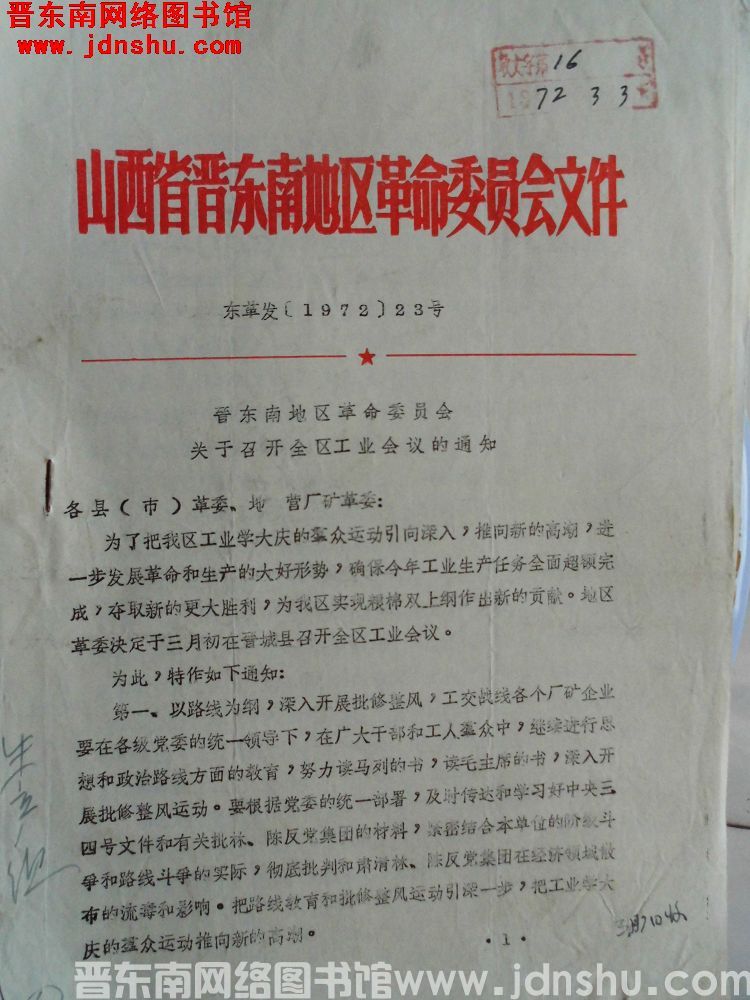 晋东南网络图书馆
www.jdnshu.com
收文字第16号
1972 3 3
山西省晋东南地区革命委员会文件
东革发〔1972〕23号
晋东南地区革命委员会
关于召开全区工业会议的通知
各县(市)革委、地 营厂矿革委:
为了把我区工业学大庆的羣众运动引向深入,推向新的高潮,进
一步发展革命和生产的大好形势,确保今年工业生产任务全面超额完
成,夺取新的更大胜利,为我区实现粮棉双上纲作出新的贡献。地区
革委决定于三月初在晋城县召开全区工业会议。
为此,特作如下通知:
第一、以路线为纲,深入开展批修整风,工交战线各个厂矿企业
要在各级党委的统一领导下,在广大干部和工人羣众中,继续进行思
想和政治路线方面的教育,努力读马列的书,读毛主席的书,深入开
展批修整风运动。要根据党委的统一部署,及时传达和学习好中央三
四号文件和有关批林、陈反党集团的材料,紧密结合本单位的阶级斗
争和路线斗争的实际,彻底批判和肃清林、陈反党集团在经济领域散
布的流毒和影响。把路线教育和批修整风运动引深一步,把工业学大
庆的羣众运动推向新的高潮。
·1·
晋东南网络图书馆www.jdnshu.com